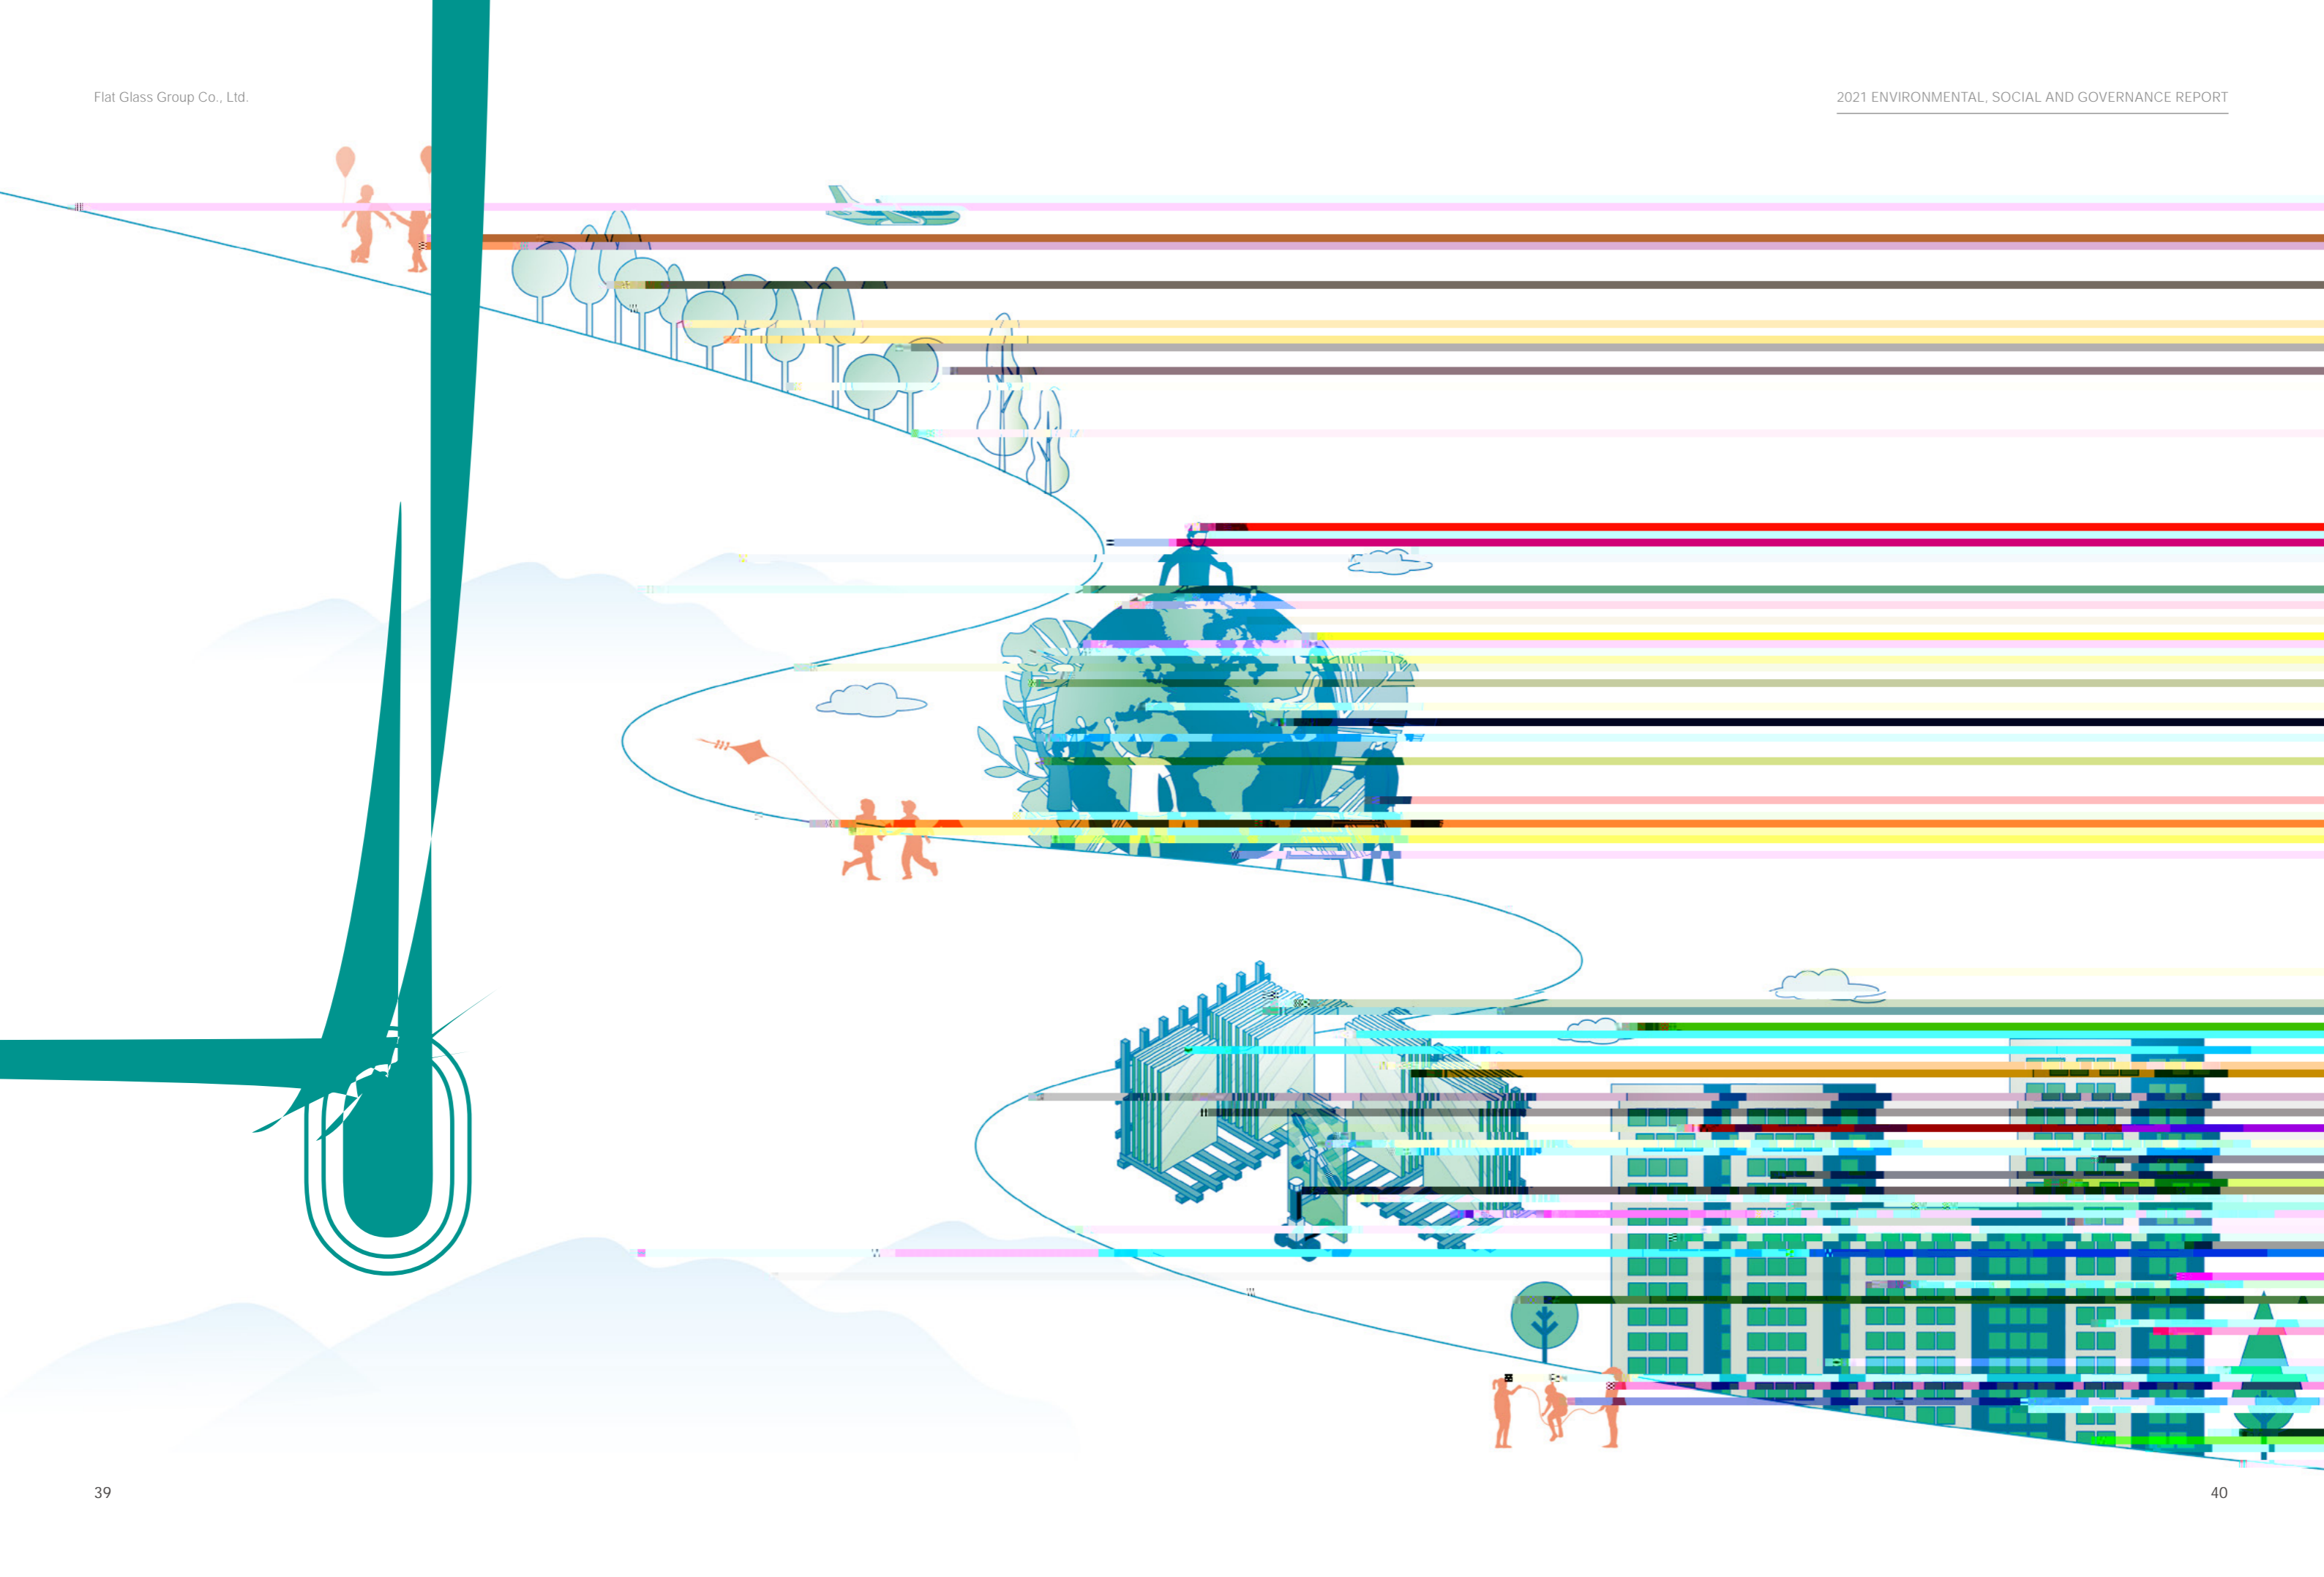 Flat Glass Group Co., Ltd.
2021 ENVIRONMENTAL, SOCIAL AND GOVERNANCE REPORT
39
40